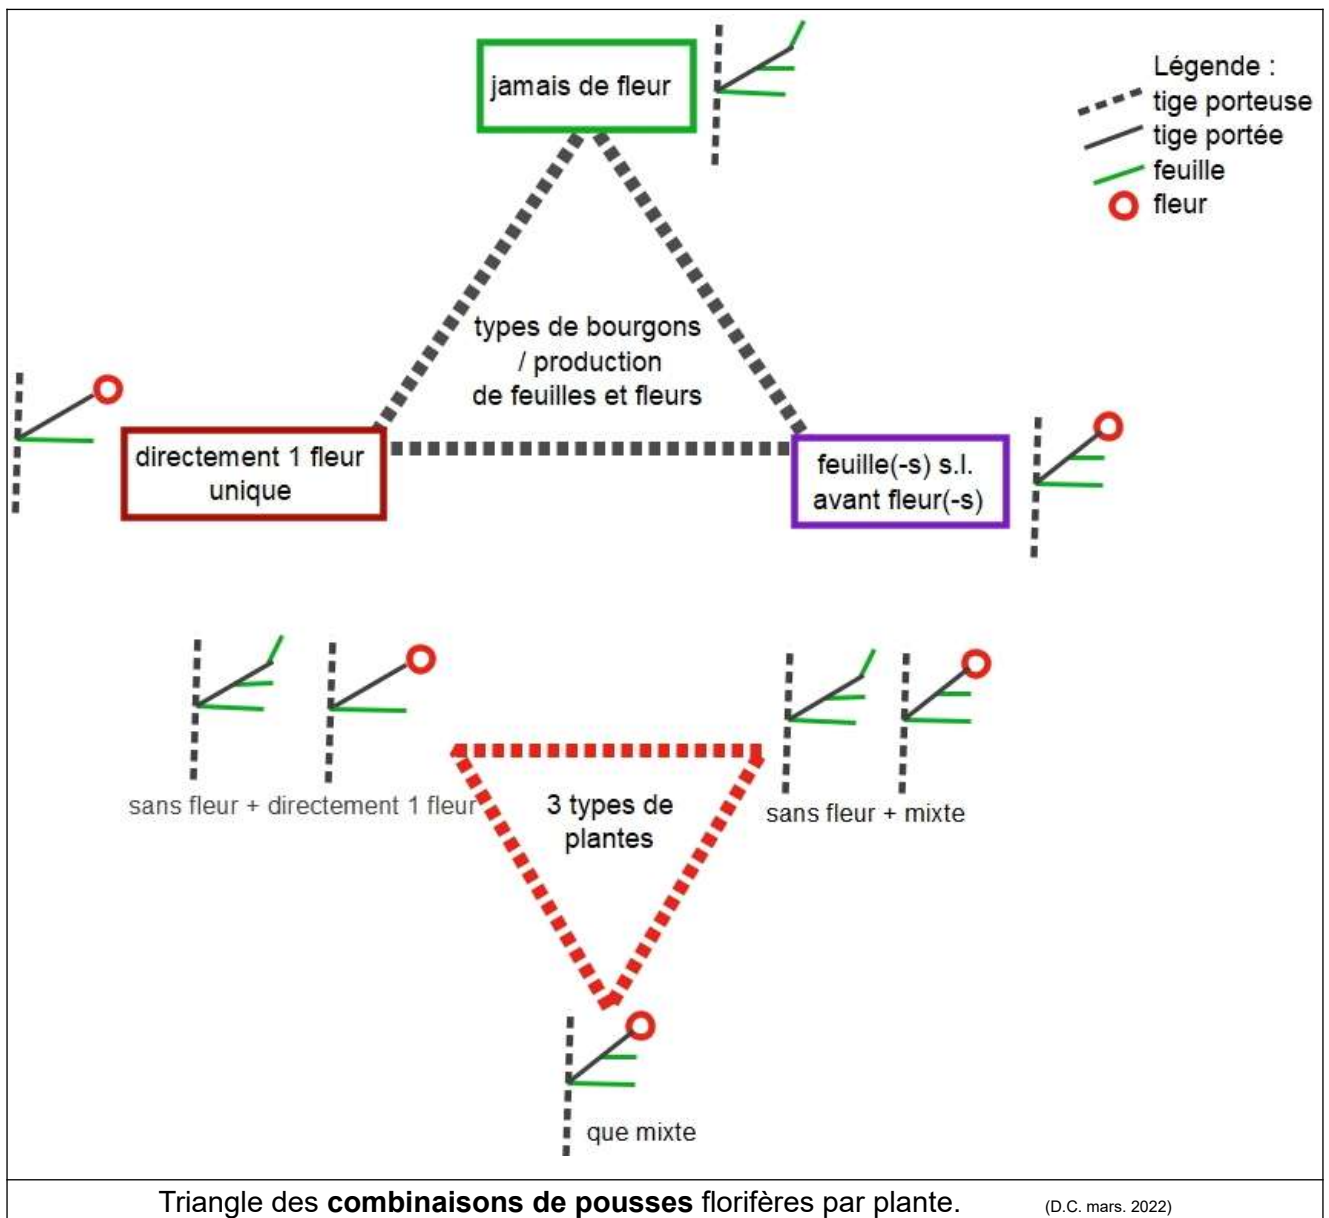 jamais de fleur
Légende :
tige porteuse
tige portée
feuille
fleur
types de bourgons
/ production
de feuilles et fleurs
directement 1 fleur
unique
feuille(-s) s.l.
avant fleur(-s)
sans fleur + directement 1 fleur
3 types de
plantes
sans fleur + mixte
que mixte
Triangle des combinaisons de pousses florifères par plante. (D.C. mars. 2022)